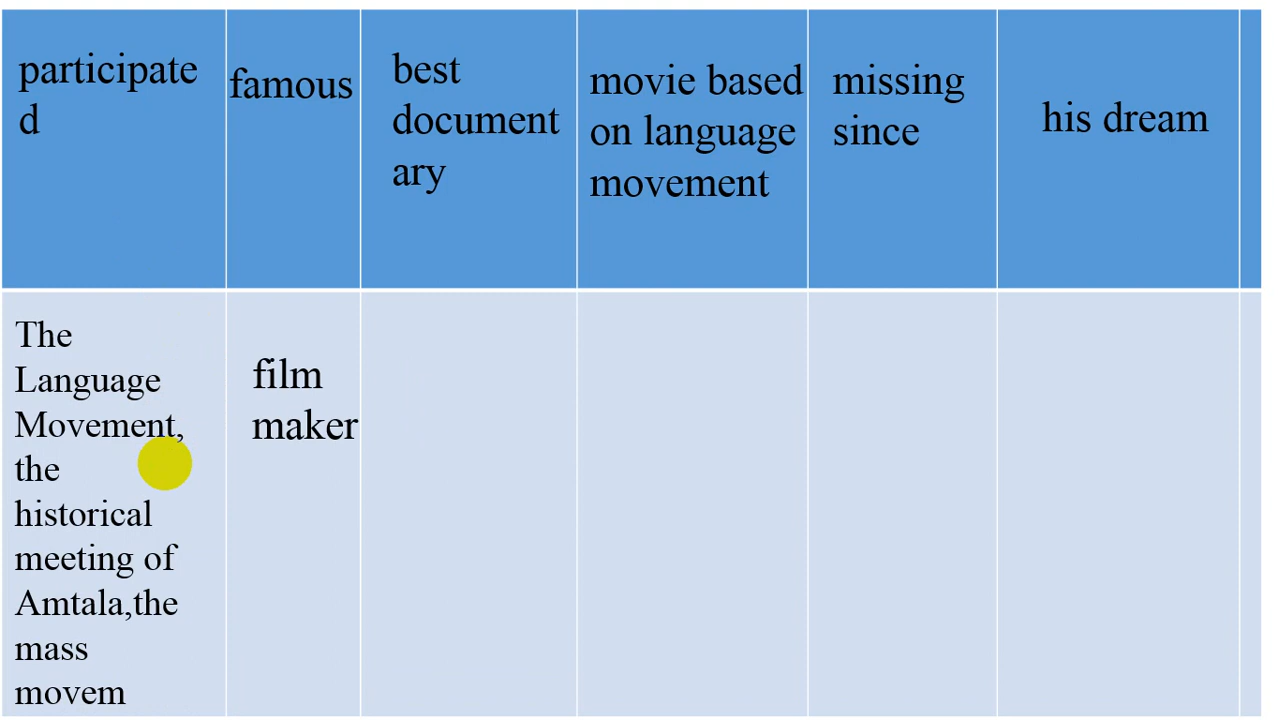 participate
d
famous
best
document
ary
movie based
on language
movement
missing
since
his dream
The
Language
Movement,
the
historical
meeting of
Amtala,the
mass
movem
film
maker